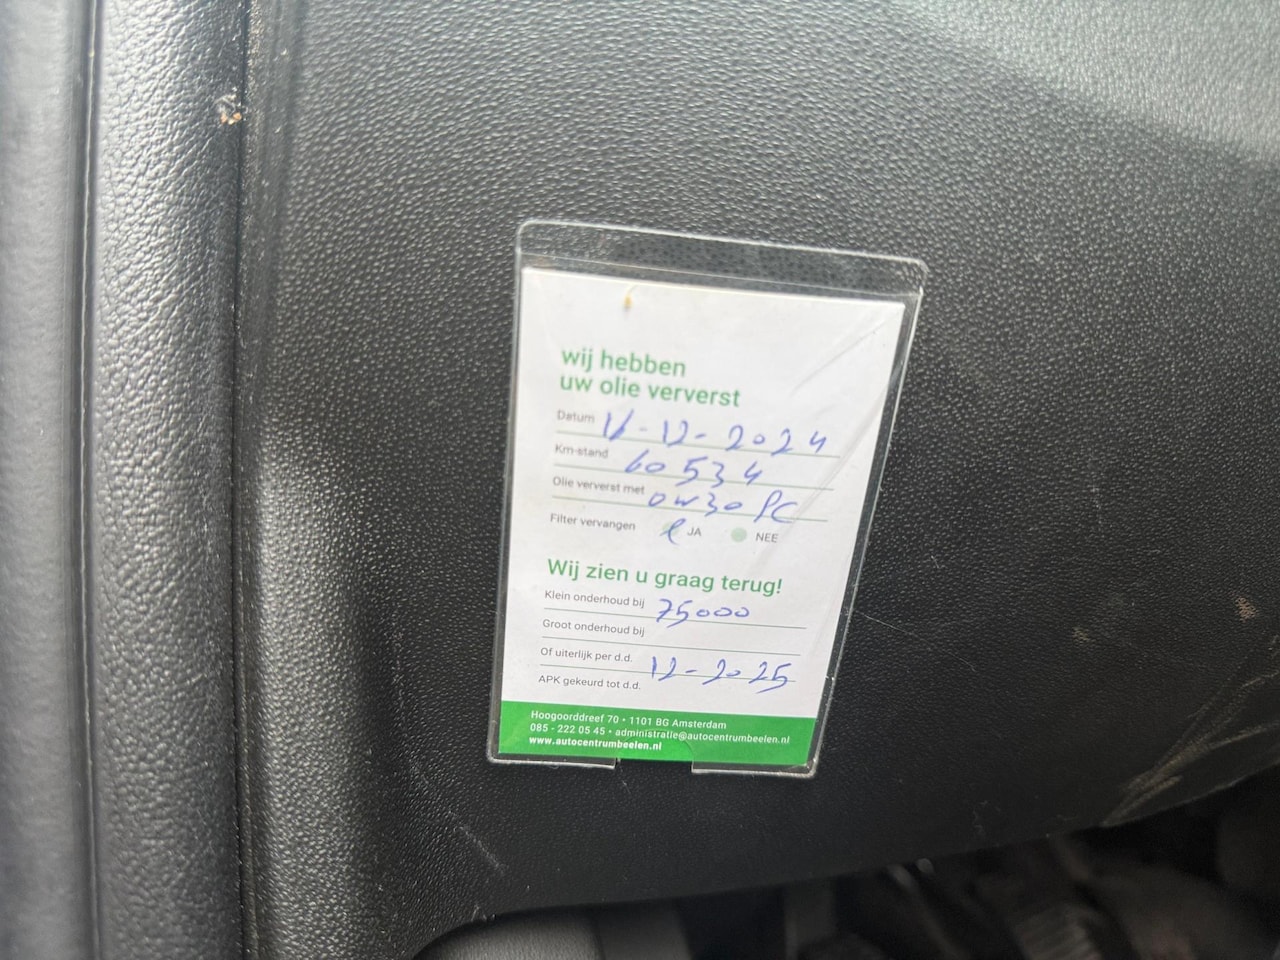 wij hebben
uw olie ververst
Datum 16-12-2024
Km-stand 60534
Olie ververst met 0W30 PC
Filter vervangen JA NEE
Wij zien u graag terug!
Klein onderhoud bij 75000
Groot onderhoud bij
Of uiterlijk per d.d. 12-2025
APK gekeurd tot d.d.
Hoogoorddreef 70 • 1101 BG Amsterdam
085 - 222 05 45 • administratie@autocentrumbeelen.nl
www.autocentrumbeelen.nl